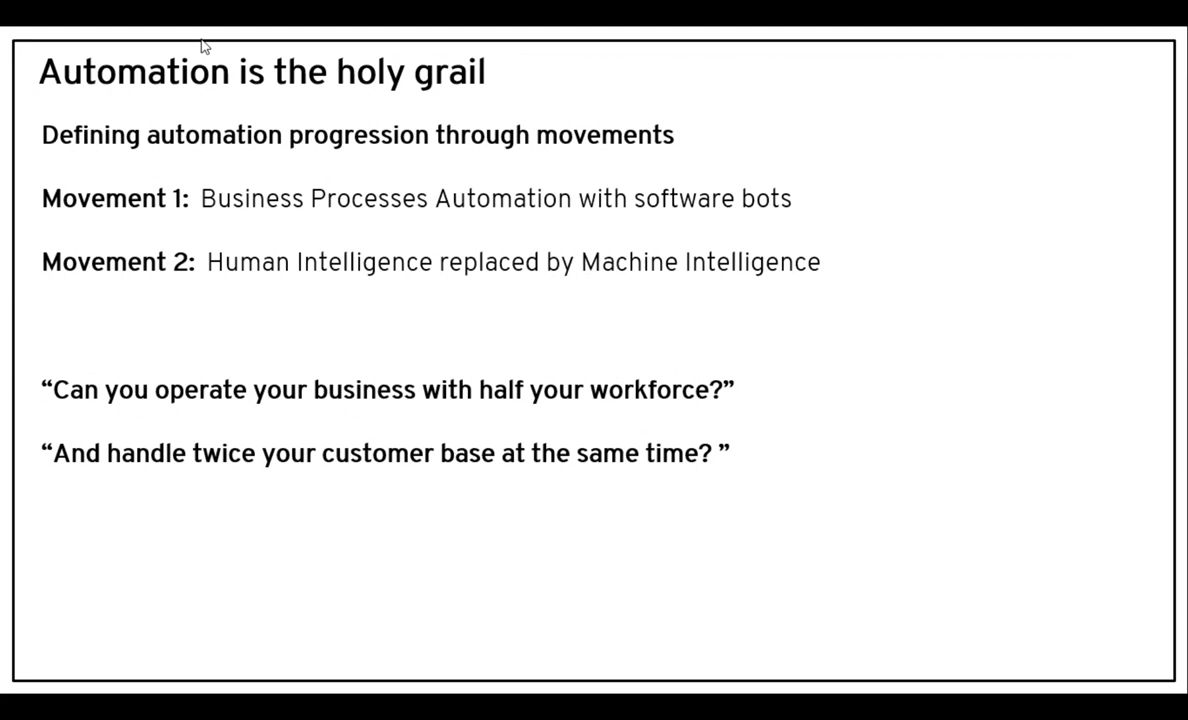 Automation is the holy grail
Defining automation progression through movements
Movement 1: Business Processes Automation with software bots
Movement 2: Human Intelligence replaced by Machine Intelligence
“Can you operate your business with half your workforce?”
“And handle twice your customer base at the same time? ”